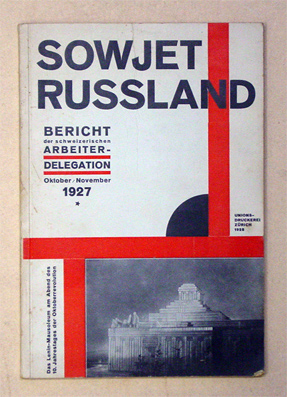 SOWJET
RUSSLAND
BERICHT
der schweizerischen
ARBEITER-
DELEGATION
Oktober-November
1927
*
UNIONS-
DRUCKEREI
ZÜRICH
1928
Das Lenin-Mausoleum am Abend des
10. Jahrestages der Oktoberrevolution